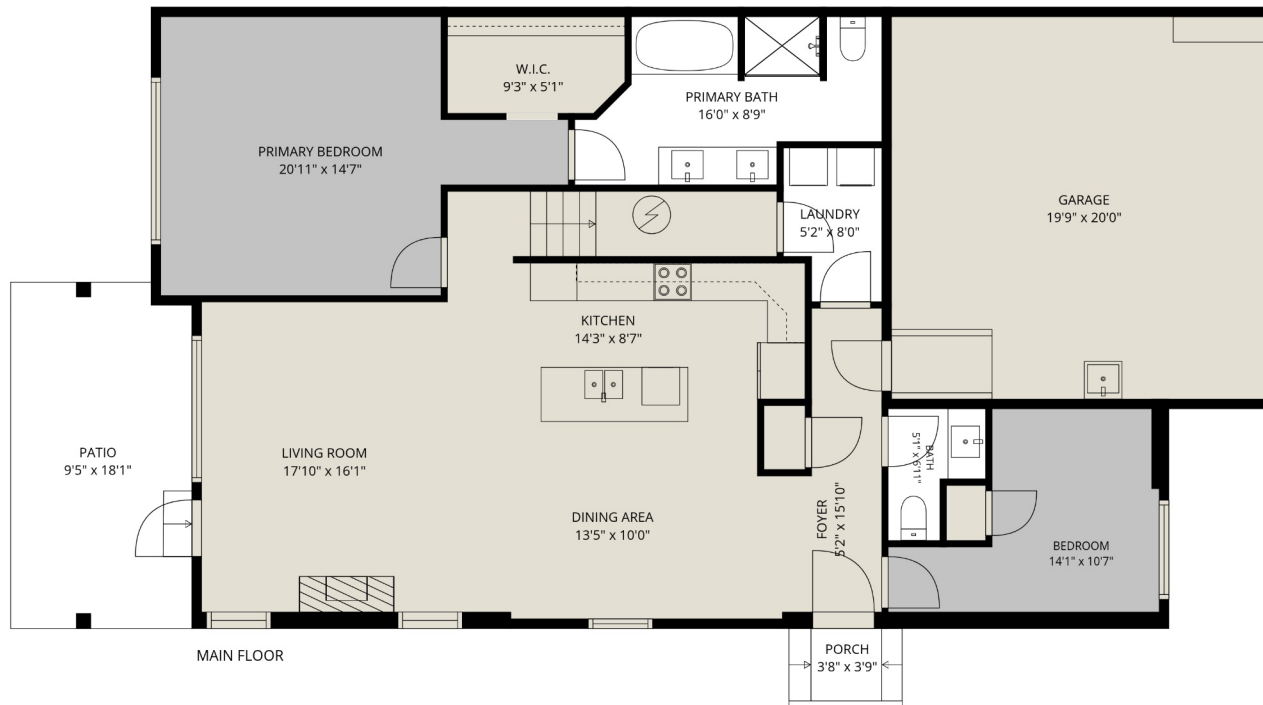 W.I.C.
9'3" x 5'1"
PRIMARY BATH
16'0" x 8'9"
PRIMARY BEDROOM
20'11" x 14'7"
GARAGE
19'9" x 20'0"
LAUNDRY
5'2" x 8'0"
KITCHEN
14'3" x 8'7"
PATIO
9'5" x 18'1"
LIVING ROOM
17'10" x 16'1"
DINING AREA
13'5" x 10'0"
FOYER
5'2" x 15'10"
BATH
5'1" x 6'11"
BEDROOM
14'1" x 10'7"
MAIN FLOOR
PORCH
3'8" x 3'9"